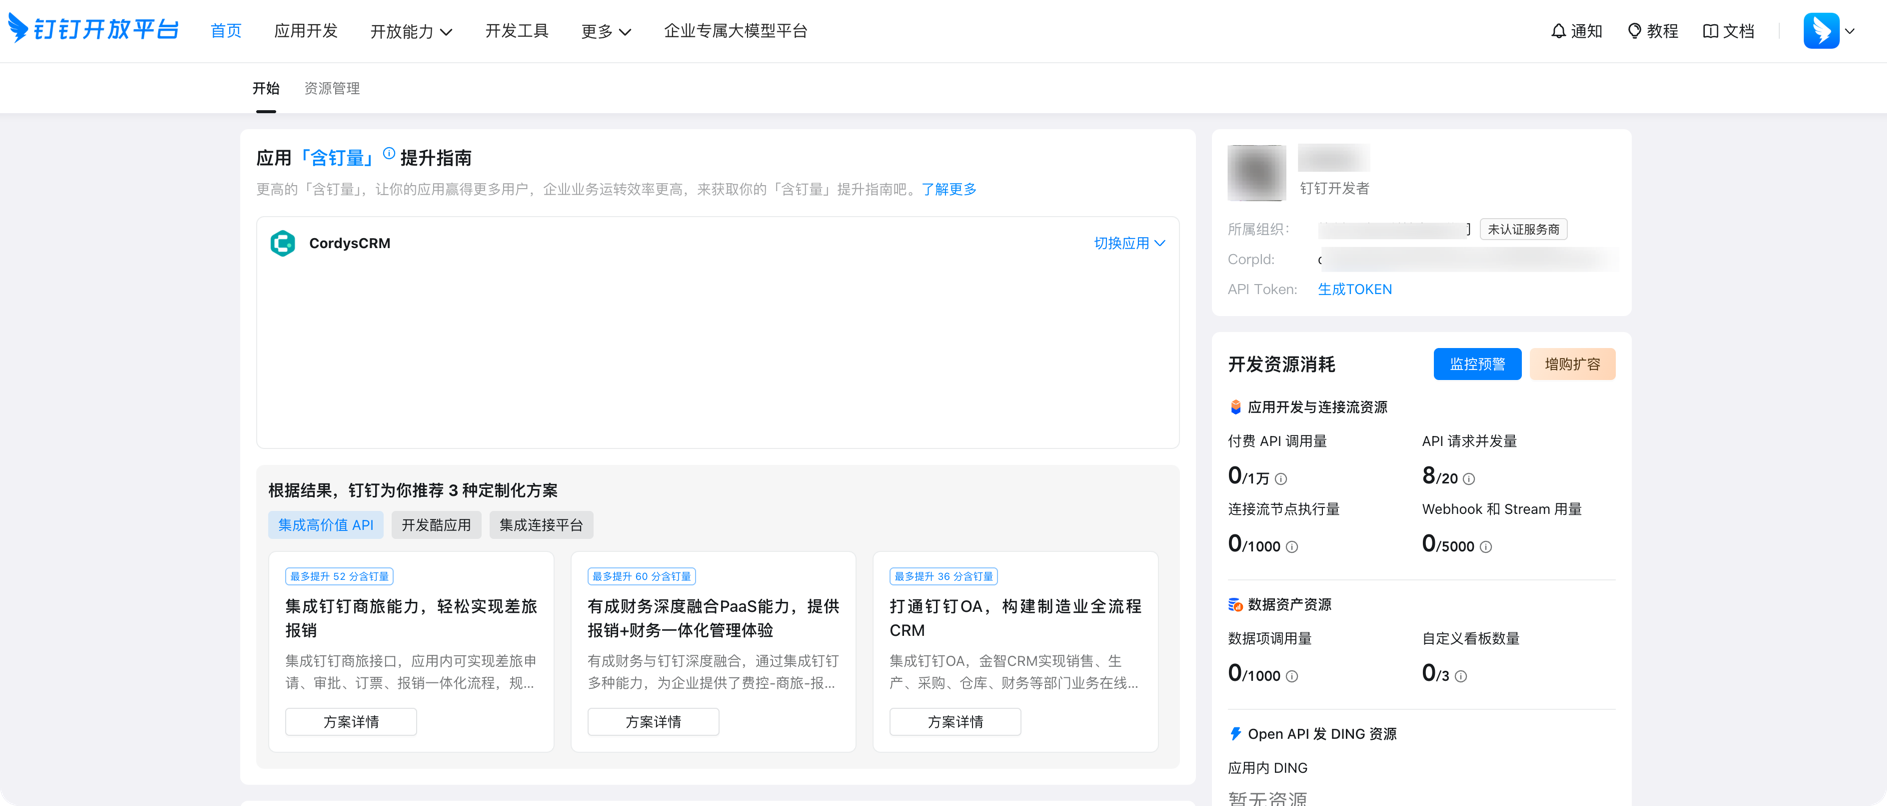 钉钉开放平台
首页
应用开发
开放能力
开发工具
更多
企业专属大模型平台
通知
教程
文档
开始
资源管理
应用「含钉量」提升指南
更高的「含钉量」，让你的应用赢得更多用户，企业业务运转效率更高，来获取你的「含钉量」提升指南吧。了解更多
CordysCRM
切换应用
根据结果，钉钉为你推荐 3 种定制化方案
集成高价值 API
开发酷应用
集成连接平台
最多提升 52 分含钉量
集成钉钉商旅能力，轻松实现差旅
报销
集成钉钉商旅接口，应用内可实现差旅申
请、审批、订票、报销一体化流程，规...
方案详情
最多提升 60 分含钉量
有成财务深度融合PaaS能力，提供
报销+财务一体化管理体验
有成财务与钉钉深度融合，通过集成钉钉
多种能力，为企业提供了费控-商旅-报...
方案详情
最多提升 36 分含钉量
打通钉钉OA，构建制造业全流程
CRM
集成钉钉OA，金智CRM实现销售、生
产、采购、仓库、财务等部门业务在线...
方案详情
钉钉开发者
所属组织：
未认证服务商
CorpId:
API Token:
生成TOKEN
开发资源消耗
监控预警
增购扩容
应用开发与连接流资源
付费 API 调用量
API 请求并发量
0/1万
8/20
连接流节点执行量
Webhook 和 Stream 用量
0/1000
0/5000
数据资产资源
数据项调用量
自定义看板数量
0/1000
0/3
Open API 发 DING 资源
应用内 DING
暂无资源